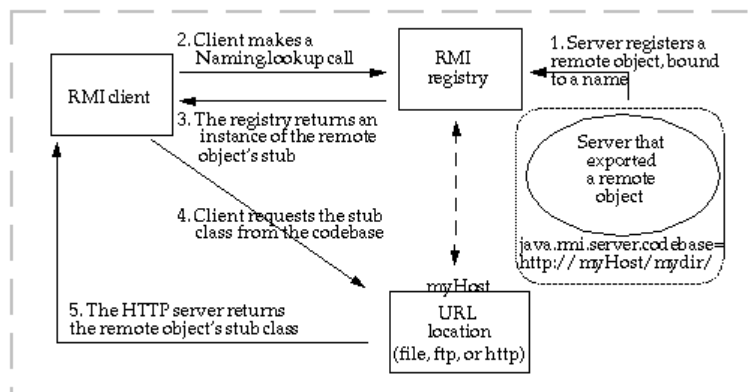 2. Client makes a
Naming.lookup call
RMI
registry
1. Server registers a
remote object, bound
to a name
RMI client
3. The registry returns an
instance of the remote
object's stub
Server that
exported
a remote
object
4. Client requests the stub
class from the codebase
java.rmi.server.codebase=
http://myHost/mydir/
myHost
5. The HTTP server returns
the remote object's stub class
URL
location
(file, ftp, or http)